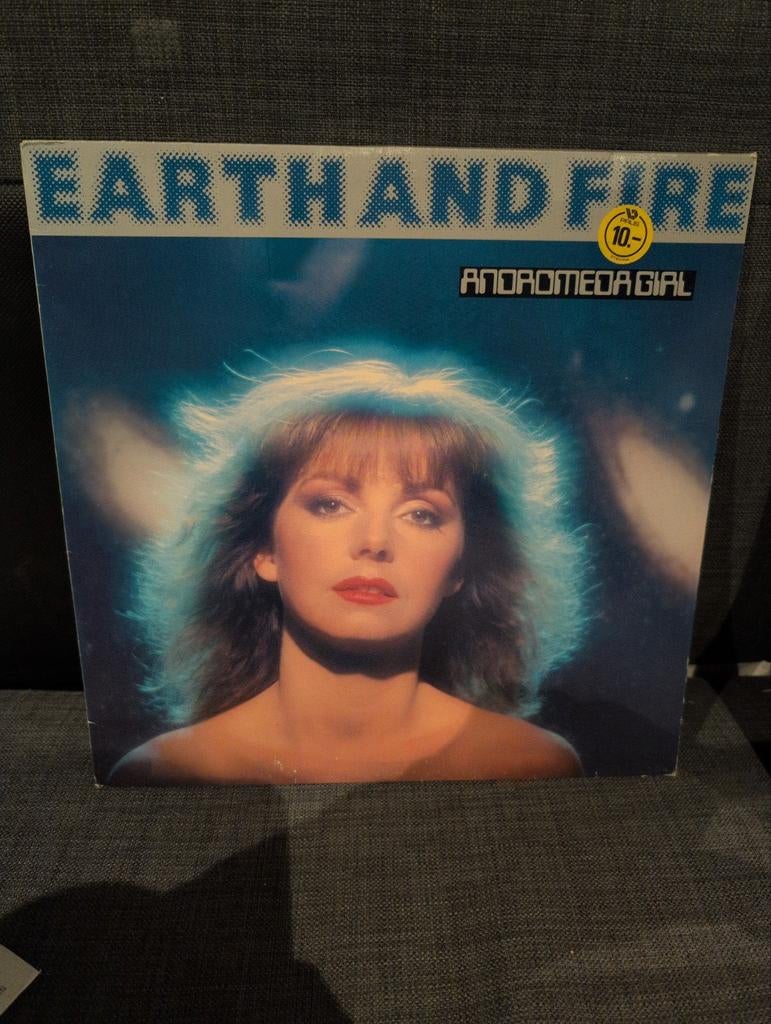 EARTH AND FIRE
10.-
ANDROMEDA GIRL